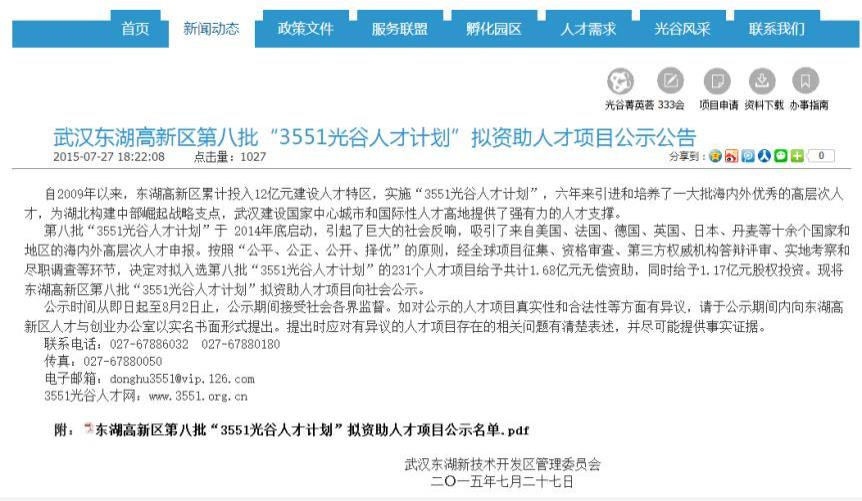 首页 新闻动态 政策文件 服务联盟 孵化园区 人才需求 光谷风采 联系我们
光谷菁英荟 333会 项目申请 资料下载 办事指南
武汉东湖高新区第八批“3551光谷人才计划”拟资助人才项目公示公告
2015-07-27 18:22:08 点击量：1027 分享到： 0
自2009年以来，东湖高新区累计投入12亿元建设人才特区，实施“3551光谷人才计划”，六年来引进和培养了一大批海内外优秀的高层次人
才，为湖北构建中部崛起战略支点，武汉建设国家中心城市和国际性人才高地提供了强有力的人才支撑。
第八批“3551光谷人才计划”于 2014年底启动，引起了巨大的社会反响，吸引了来自美国、法国、德国、英国、日本、丹麦等十余个国家和
地区的海内外高层次人才申报。按照“公平、公正、公开、择优”的原则，经全球项目征集、资格审查、第三方权威机构答辩评审、实地考察和
尽职调查等环节，决定对拟入选第八批“3551光谷人才计划”的231个人才项目给予共计1.68亿元无偿资助，同时给予1.17亿元股权投资。现将
东湖高新区第八批“3551光谷人才计划”拟资助人才项目向社会公示。
公示时间从即日起至8月2日止，公示期间接受社会各界监督。如对公示的人才项目真实性和合法性等方面有异议，请于公示期间内向东湖高
新区人才与创业办公室以实名书面形式提出。提出时应对有异议的人才项目存在的相关问题有清楚表述，并尽可能提供事实证据。
联系电话：027-67886032 027-67880180
传真：027-67880050
电子邮箱：donghu3551@vip.126.com
3551光谷人才网：www.3551.org.cn
附： 东湖高新区第八批“3551光谷人才计划”拟资助人才项目公示名单.pdf
武汉东湖新技术开发区管理委员会
二〇一五年七月二十七日